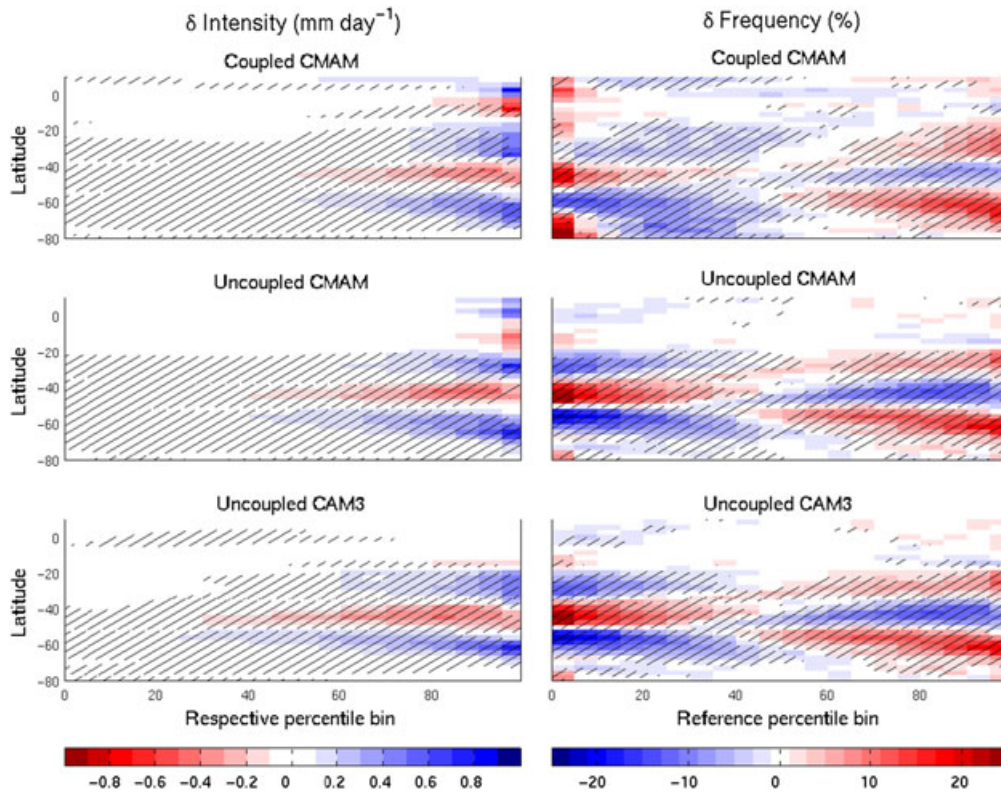 δ Intensity (mm day⁻¹)
δ Frequency (%)
Coupled CMAM
Coupled CMAM
Latitude
0
−20
−40
−60
−80
Uncoupled CMAM
Uncoupled CMAM
Latitude
0
−20
−40
−60
−80
Uncoupled CAM3
Uncoupled CAM3
Latitude
0
−20
−40
−60
−80
0 20 40 60 80
0 20 40 60 80
Respective percentile bin
Reference percentile bin
−0.8 −0.6 −0.4 −0.2 0 0.2 0.4 0.6 0.8
−20 −10 0 10 20